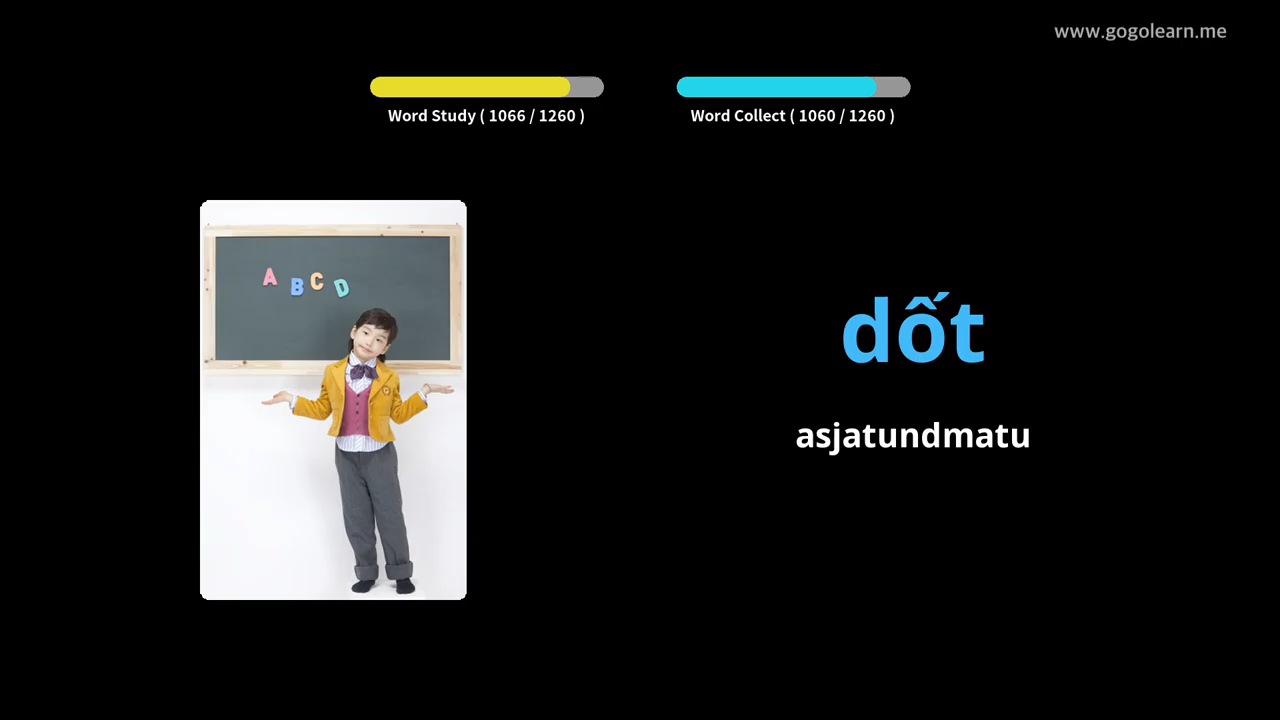 www.gogolearn.me
Word Study ( 1066 / 1260 )
Word Collect ( 1060 / 1260 )
A B C D
dốt
asjatundmatu